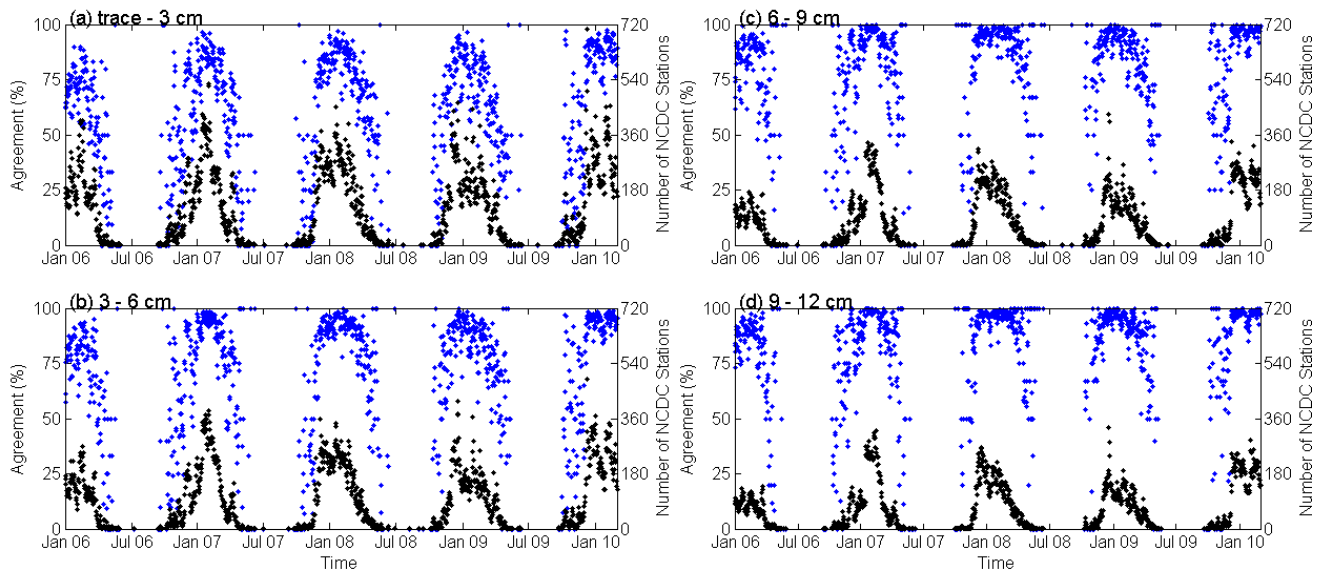 (a) trace - 3 cm
100
75
50
25
0
Agreement (%)
720
540
360
180
0
Number of NCDC Stations
Jan 06 Jul 06 Jan 07 Jul 07 Jan 08 Jul 08 Jan 09 Jul 09 Jan 10
(b) 3 - 6 cm
100
75
50
25
0
Agreement (%)
720
540
360
180
0
Number of NCDC Stations
Jan 06 Jul 06 Jan 07 Jul 07 Jan 08 Jul 08 Jan 09 Jul 09 Jan 10
Time
(c) 6 - 9 cm
100
75
50
25
0
Agreement (%)
720
540
360
180
0
Number of NCDC Stations
Jan 06 Jul 06 Jan 07 Jul 07 Jan 08 Jul 08 Jan 09 Jul 09 Jan 10
(d) 9 - 12 cm
100
75
50
25
0
Agreement (%)
720
540
360
180
0
Number of NCDC Stations
Jan 06 Jul 06 Jan 07 Jul 07 Jan 08 Jul 08 Jan 09 Jul 09 Jan 10
Time